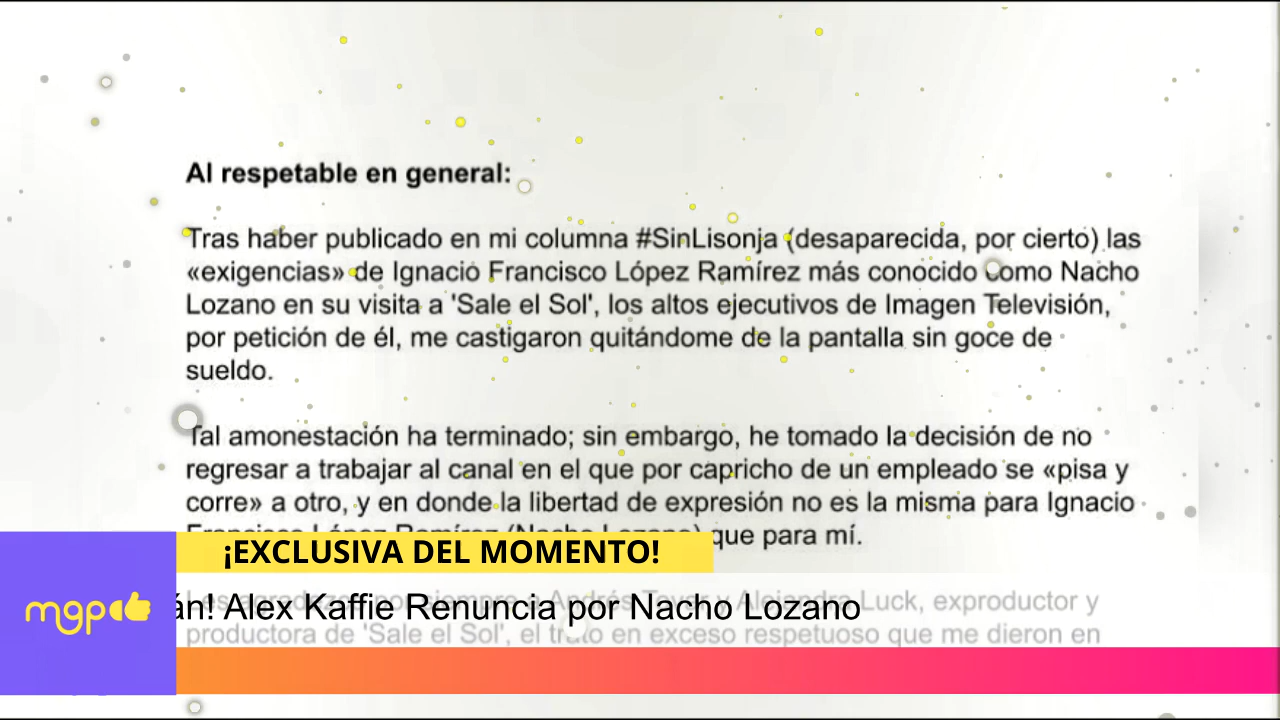 Al respetable en general:
Tras haber publicado en mi columna #SinLisonja (desaparecida, por cierto) las
«exigencias» de Ignacio Francisco López Ramírez más conocido como Nacho
Lozano en su visita a 'Sale el Sol', los altos ejecutivos de Imagen Televisión,
por petición de él, me castigaron quitándome de la pantalla sin goce de
sueldo.
Tal amonestación ha terminado; sin embargo, he tomado la decisión de no
regresar a trabajar al canal en el que por capricho de un empleado se «pisa y
corre» a otro, y en donde la libertad de expresión no es la misma para Ignacio
Francisco López Ramírez (Nacho Lozano) que para mí.
¡EXCLUSIVA DEL MOMENTO!
mgp
án! Alex Kaffie Renuncia por Nacho Lozano
Luck, exproductor y
productora de 'Sale el Sol', el trato en exceso respetuoso que me dieron en